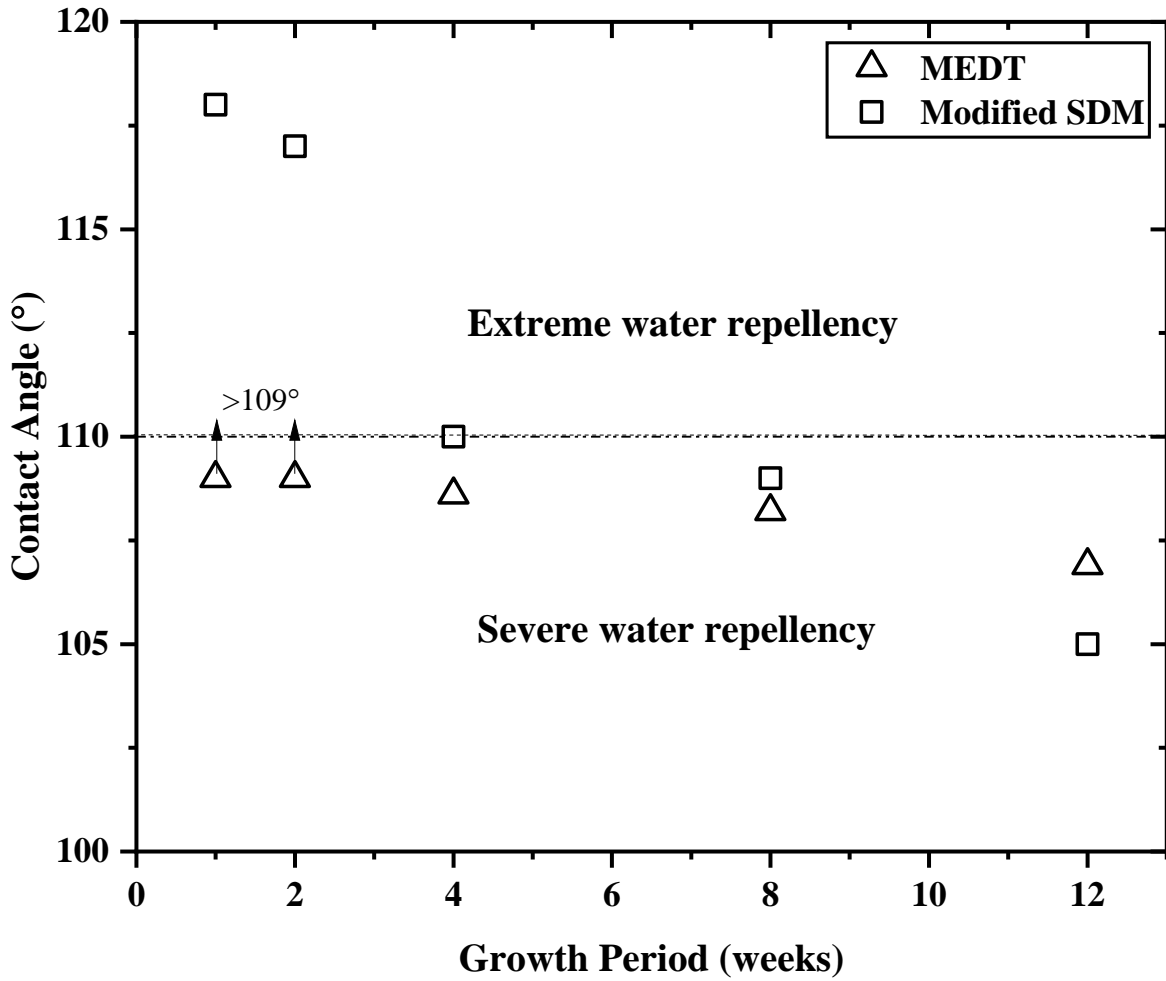 120
MEDT
Modified SDM
115
Extreme water repellency
>109°
110
Contact Angle (°)
Severe water repellency
105
100
0 2 4 6 8 10 12
Growth Period (weeks)